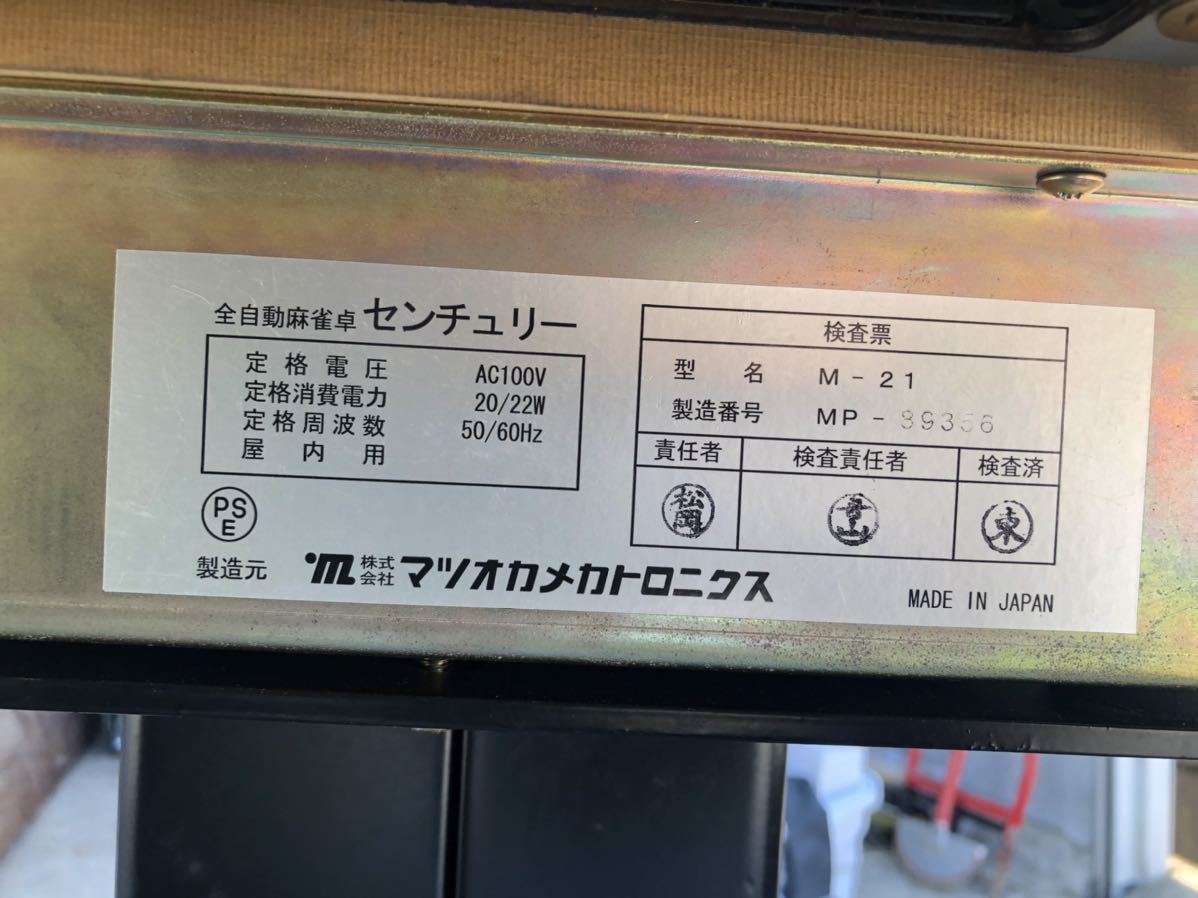 全自動麻雀卓 センチュリー
定格電圧 AC100V
定格消費電力 20/22W
定格周波数 50/60Hz
屋内用
PS
E
製造元 株式会社 マツオカメカトロニクス
検査票
型名 M-21
製造番号 MP-
責任者 検査責任者 検査済
松岡 東
MADE IN JAPAN